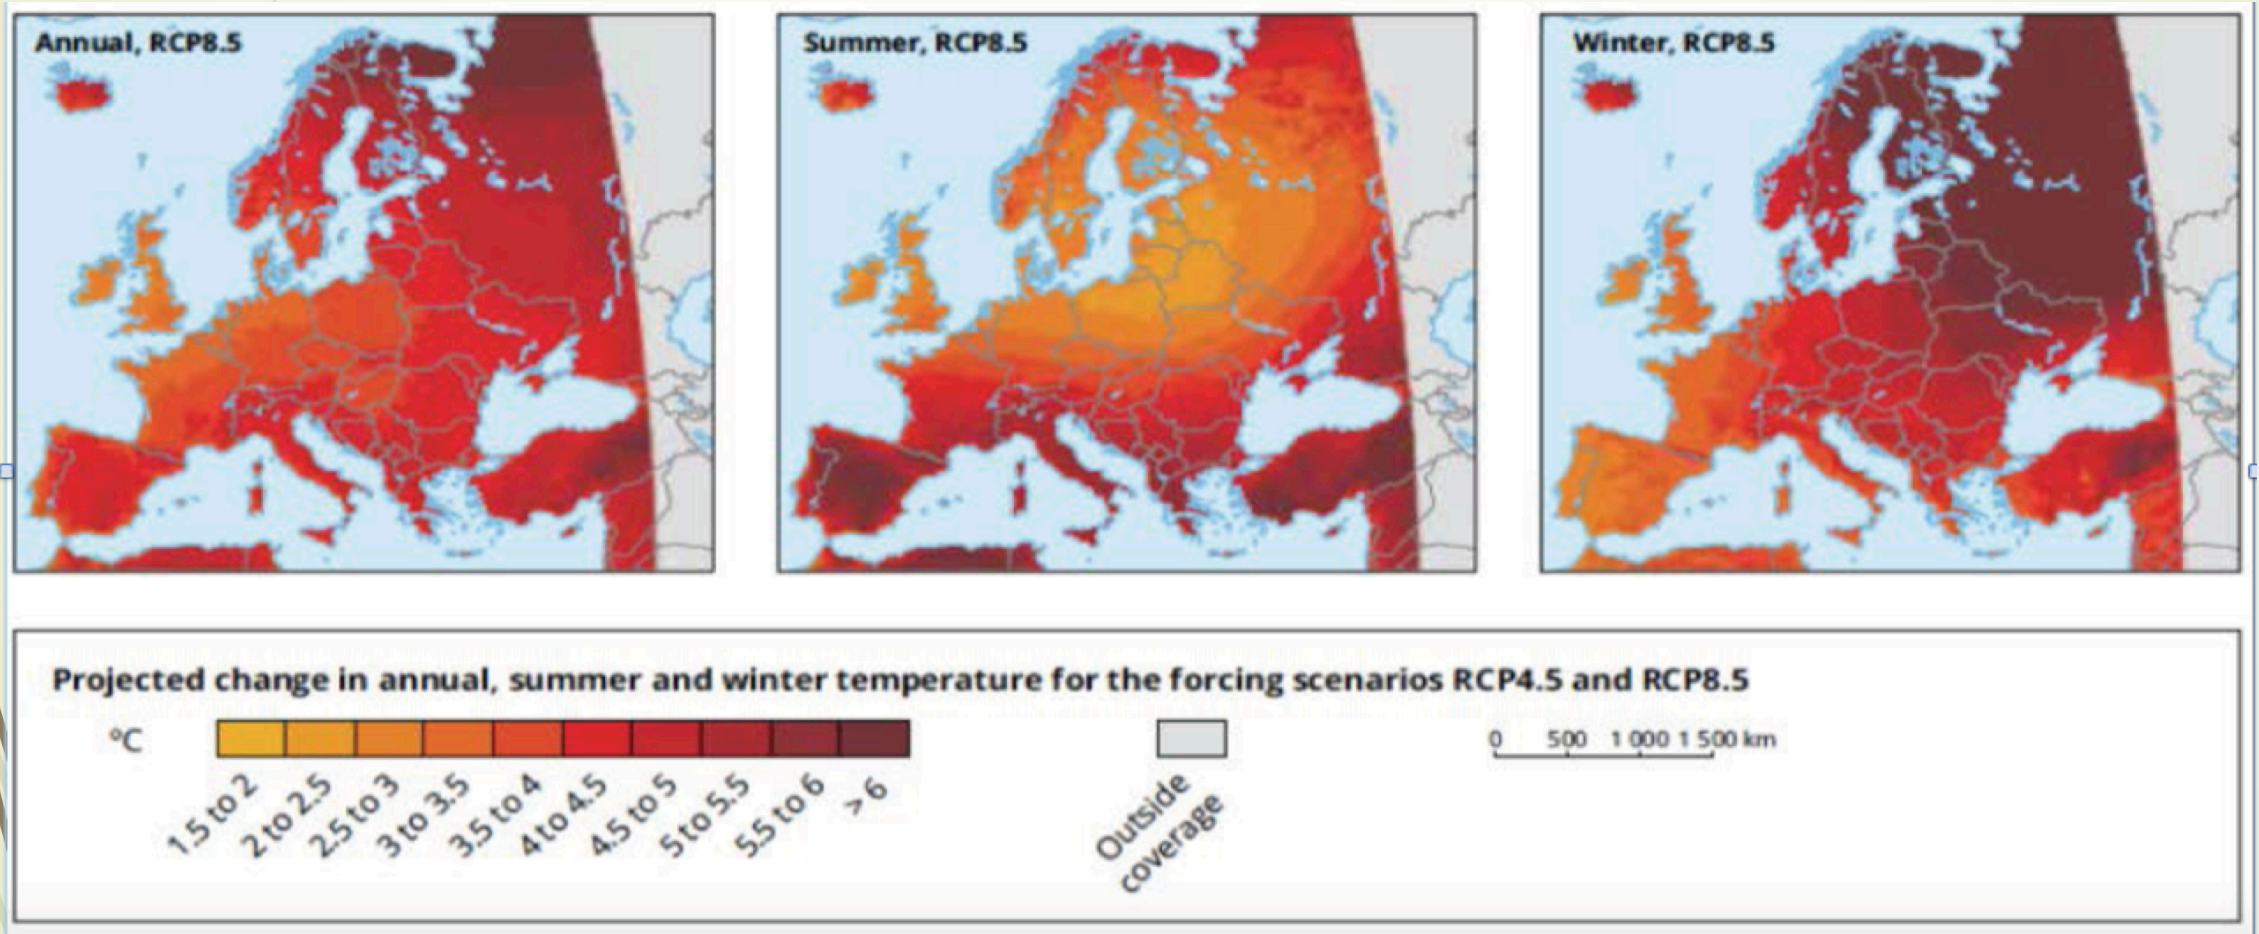 Annual, RCP8.5
Summer, RCP8.5
Winter, RCP8.5
Projected change in annual, summer and winter temperature for the forcing scenarios RCP4.5 and RCP8.5
°C
1.5 to 2
2 to 2.5
2.5 to 3
3 to 3.5
3.5 to 4
4 to 4.5
4.5 to 5
5 to 5.5
5.5 to 6
> 6
Outside
coverage
0 500 1 000 1 500 km